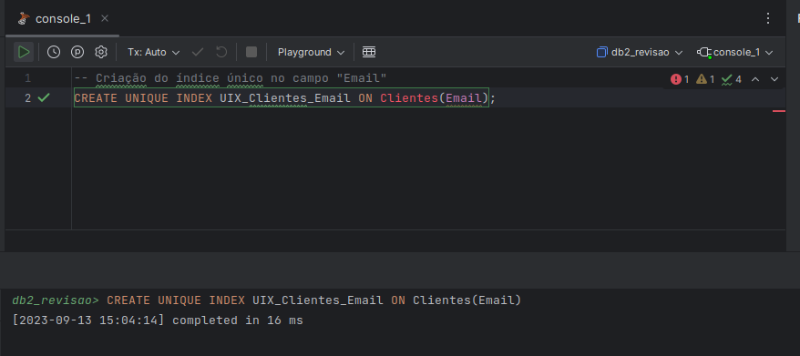 console_1
Tx: Auto
Playground
db2_revisao
console_1
1 -- Criação do índice único no campo "Email"
1 1 4
2 CREATE UNIQUE INDEX UIX_Clientes_Email ON Clientes(Email);
db2_revisao> CREATE UNIQUE INDEX UIX_Clientes_Email ON Clientes(Email)
[2023-09-13 15:04:14] completed in 16 ms